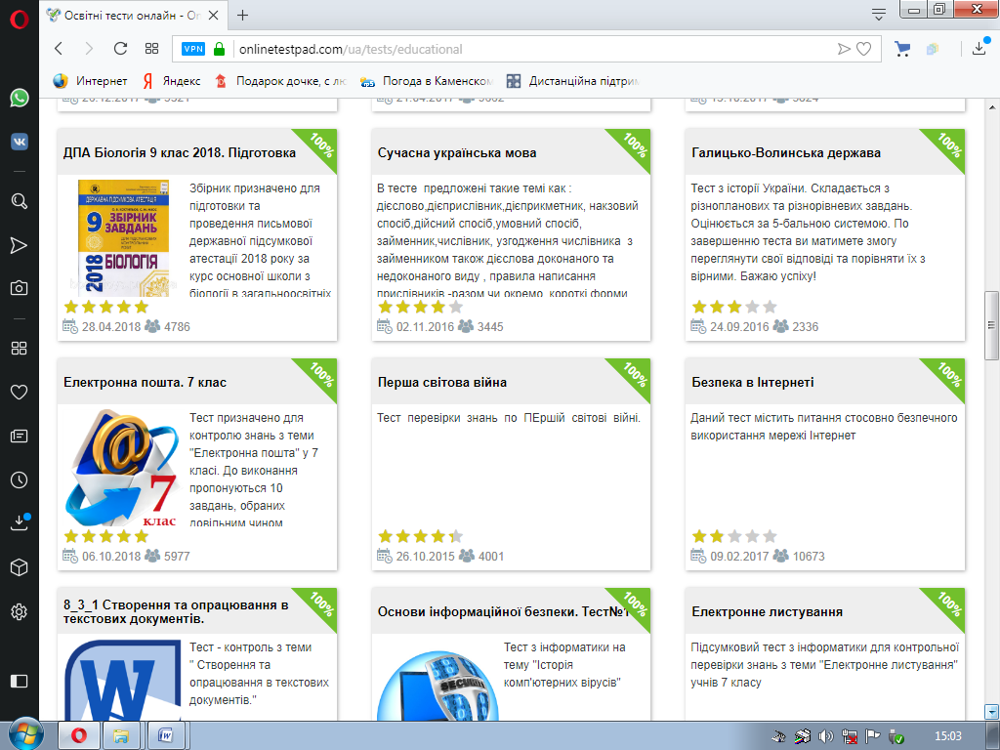 Освітні тести онлайн - On
VPN
onlinetestpad.com/ua/tests/educational
Интернет
Яндекс
Подарок дочке, с лю
Погода в Каменском
Дистанційна підтрим
ДПА Біологія 9 клас 2018. Підготовка
100%
Сучасна українська мова
100%
Галицько-Волинська держава
100%
ДЕРЖАВНА ПІДСУМКОВА АТЕСТАЦІЯ
9 ЗБІРНИК
ЗАВДАНЬ
2018
БІОЛОГІЯ
Збірник призначено для
підготовки та
проведення письмової
державної підсумкової
атестації 2018 року за
курс основної школи з
біології в загальноосвітніх
28.04.2018 4786
В тесте предложені такие темі как :
дієслово,дієприслівник,дієприкметник, накзовий
спосіб,дійсний спосіб,умовний спосіб,
займенник,числівник, узгодження числівника з
займенником також дієслова доконаного та
недоконаного виду , правила написання
прислівників -разом чи окремо, короткі форми
02.11.2016 3445
Тест з історії України. Складається з
різнопланових та різнорівневих завдань.
Оцінюється за 5-бальною системою. По
завершенню теста ви матимете змогу
переглянути свої відповіді та порівняти їх з
вірними. Бажаю успіху!
24.09.2016 2336
Електронна пошта. 7 клас
100%
Перша світова війна
100%
Безпека в Інтернеті
100%
@
7
клас
Тест призначено для
контролю знань з теми
"Електронна пошта" у 7
класі. До виконання
пропонуються 10
завдань, обраних
довільним чином
06.10.2018 5977
Тест перевірки знань по ПЕршій світові війні.
26.10.2015 4001
Даний тест містить питання стосовно безпечного
використання мережі Інтернет
09.02.2017 10673
8_3_1 Створення та опрацювання в
текстових документів.
100%
Основи інформаційної безпеки. Тест№1
100%
Електронне листування
100%
W
Тест - контроль з теми
" Створення та
опрацювання в текстових
документів."
SECURITY
Тест з інформатики на
тему "Історія
комп'ютерних вірусів"
Підсумковий тест з інформатики для контрольної
перевірки знань з теми "Електронне листування"
учнів 7 класу
15:03